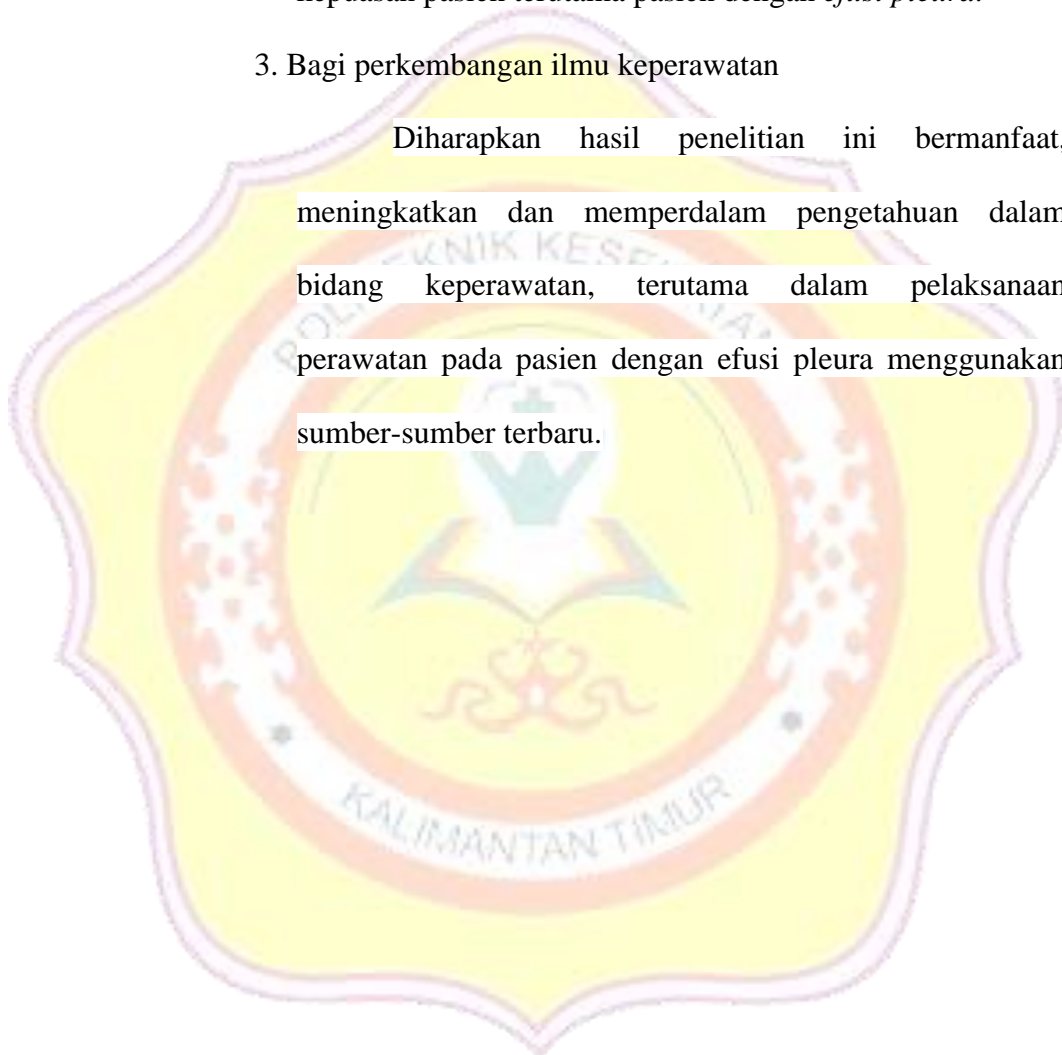 kepuasan pasien terutama pasien dengan efusi pleura.
3. Bagi perkembangan ilmu keperawatan
Diharapkan hasil penelitian ini bermanfaat,
meningkatkan dan memperdalam pengetahuan dalam
bidang keperawatan, terutama dalam pelaksanaan
perawatan pada pasien dengan efusi pleura menggunakan
sumber-sumber terbaru.
KALIMANTAN TIMUR